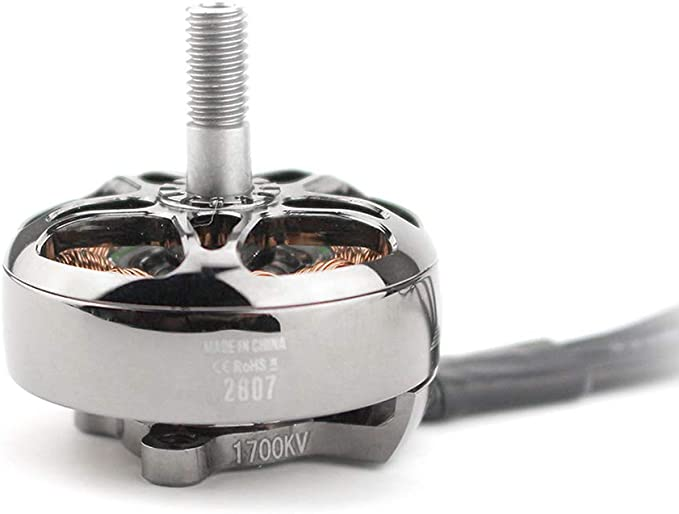 MADE IN CHINA
CE RoHS
2807
1700KV